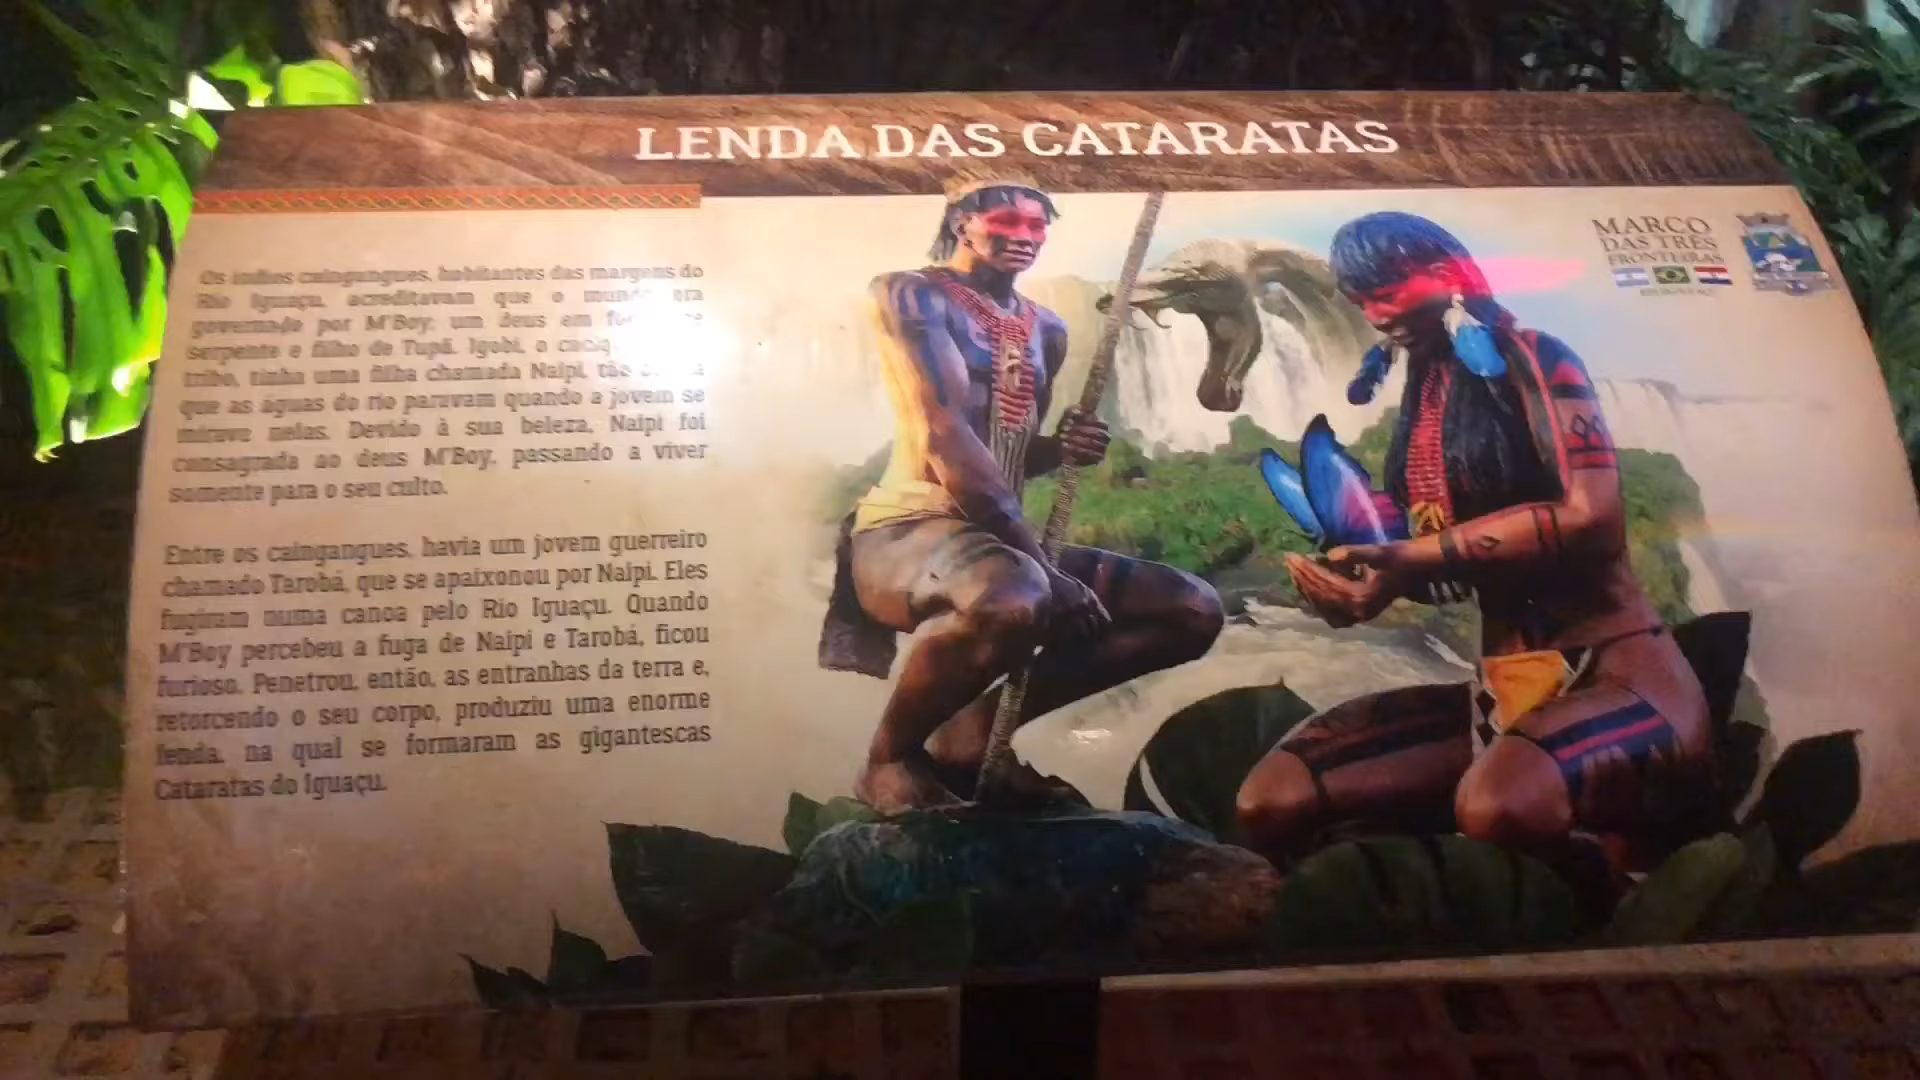 LENDA DAS CATARATAS
MARCO
DAS TRÊS
FRONTEIRAS
Os índios caingangues, habitantes das margens do
Rio Iguaçu, acreditavam que o mundo era
governado por M'Boy, um deus em
serpente e filho de Tupã. Igobi, o
tribo, tinha uma filha chamada Naipi, tão
que as águas do rio paravam quando a jovem se
mirava nelas. Devido à sua beleza, Naipi foi
consagrada ao deus M'Boy, passando a viver
somente para o seu culto.
Entre os caingangues, havia um jovem guerreiro
chamado Tarobá, que se apaixonou por Naipi. Eles
fugiram numa canoa pelo Rio Iguaçu. Quando
M'Boy percebeu a fuga de Naipi e Tarobá, ficou
furioso. Penetrou, então, as entranhas da terra e,
retorcendo o seu corpo, produziu uma enorme
fenda, na qual se formaram as gigantescas
Cataratas do Iguaçu.